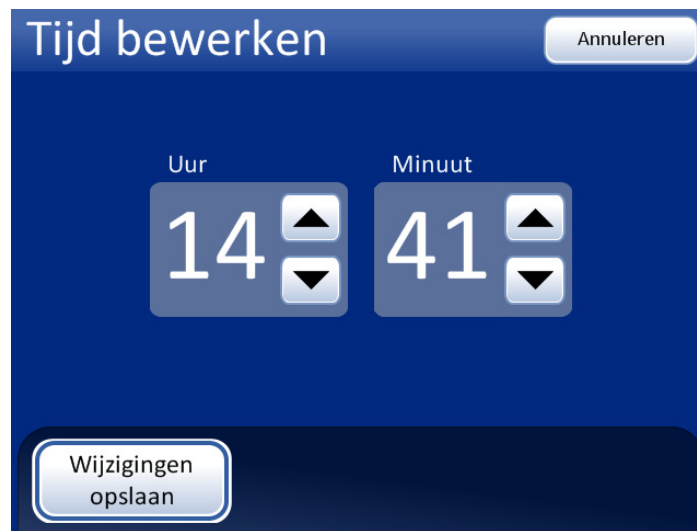 Tijd bewerken
Annuleren
Uur
Minuut
14
41
Wijzigingen
opslaan